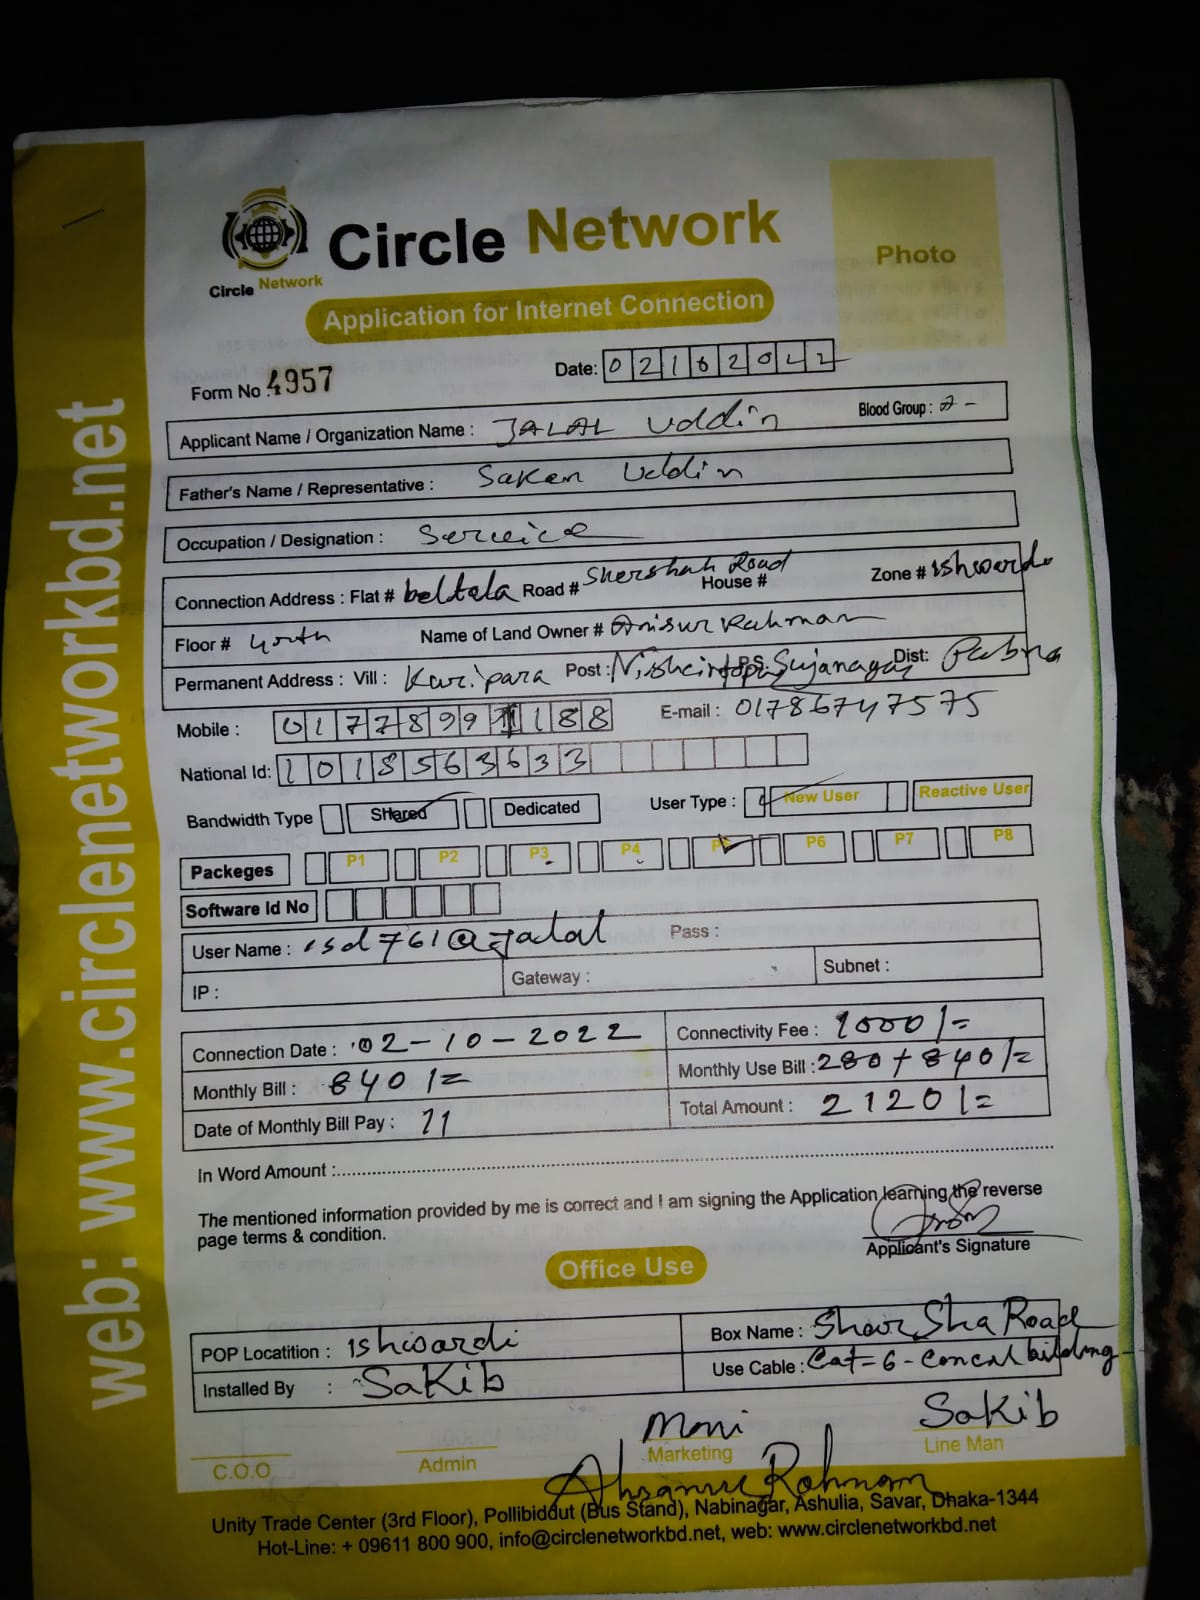 web: www.circlenetworkbd.net
Circle Network
Circle Network
Photo
Application for Internet Connection
Form No : 4957
Date: 02102022
Applicant Name / Organization Name : JALAL Uddin Blood Group :
Father's Name / Representative : Saken Uddin
Occupation / Designation : Service
Connection Address : Flat # beltala Road # Shershah Road House # Zone # Ishwardi
Floor # Name of Land Owner # Anisur Rahman
Permanent Address : Vill : Karipara Post : P.S: Sujanagar Dist: Pabna
Mobile : 01778991188 E-mail : 01786747575
National Id: 1018563633
Bandwidth Type Shared Dedicated User Type : New User Reactive User
Packeges P1 P2 P3 P4 P5 P6 P7 P8
Software Id No
User Name : isd761@jalal Pass :
IP : Gateway : Subnet :
Connection Date : 02-10-2022 Connectivity Fee : 1000/=
Monthly Bill : 840/= Monthly Use Bill : 280+840/=
Date of Monthly Bill Pay : 11 Total Amount : 2120/=
In Word Amount :
The mentioned information provided by me is correct and I am signing the Application learning the reverse
page terms & condition.
Applicant's Signature
Office Use
POP Locatition : Ishwardi Box Name : Shair Sha Road
Installed By : Sakib Use Cable : Cat=6- building
Moni Sakib
C.O.O Admin Marketing Line Man
Rahman
Unity Trade Center (3rd Floor), Pollibiddut (Bus Stand), Nabinagar, Ashulia, Savar, Dhaka-1344
Hot-Line: + 09611 800 900, info@circlenetworkbd.net, web: www.circlenetworkbd.net